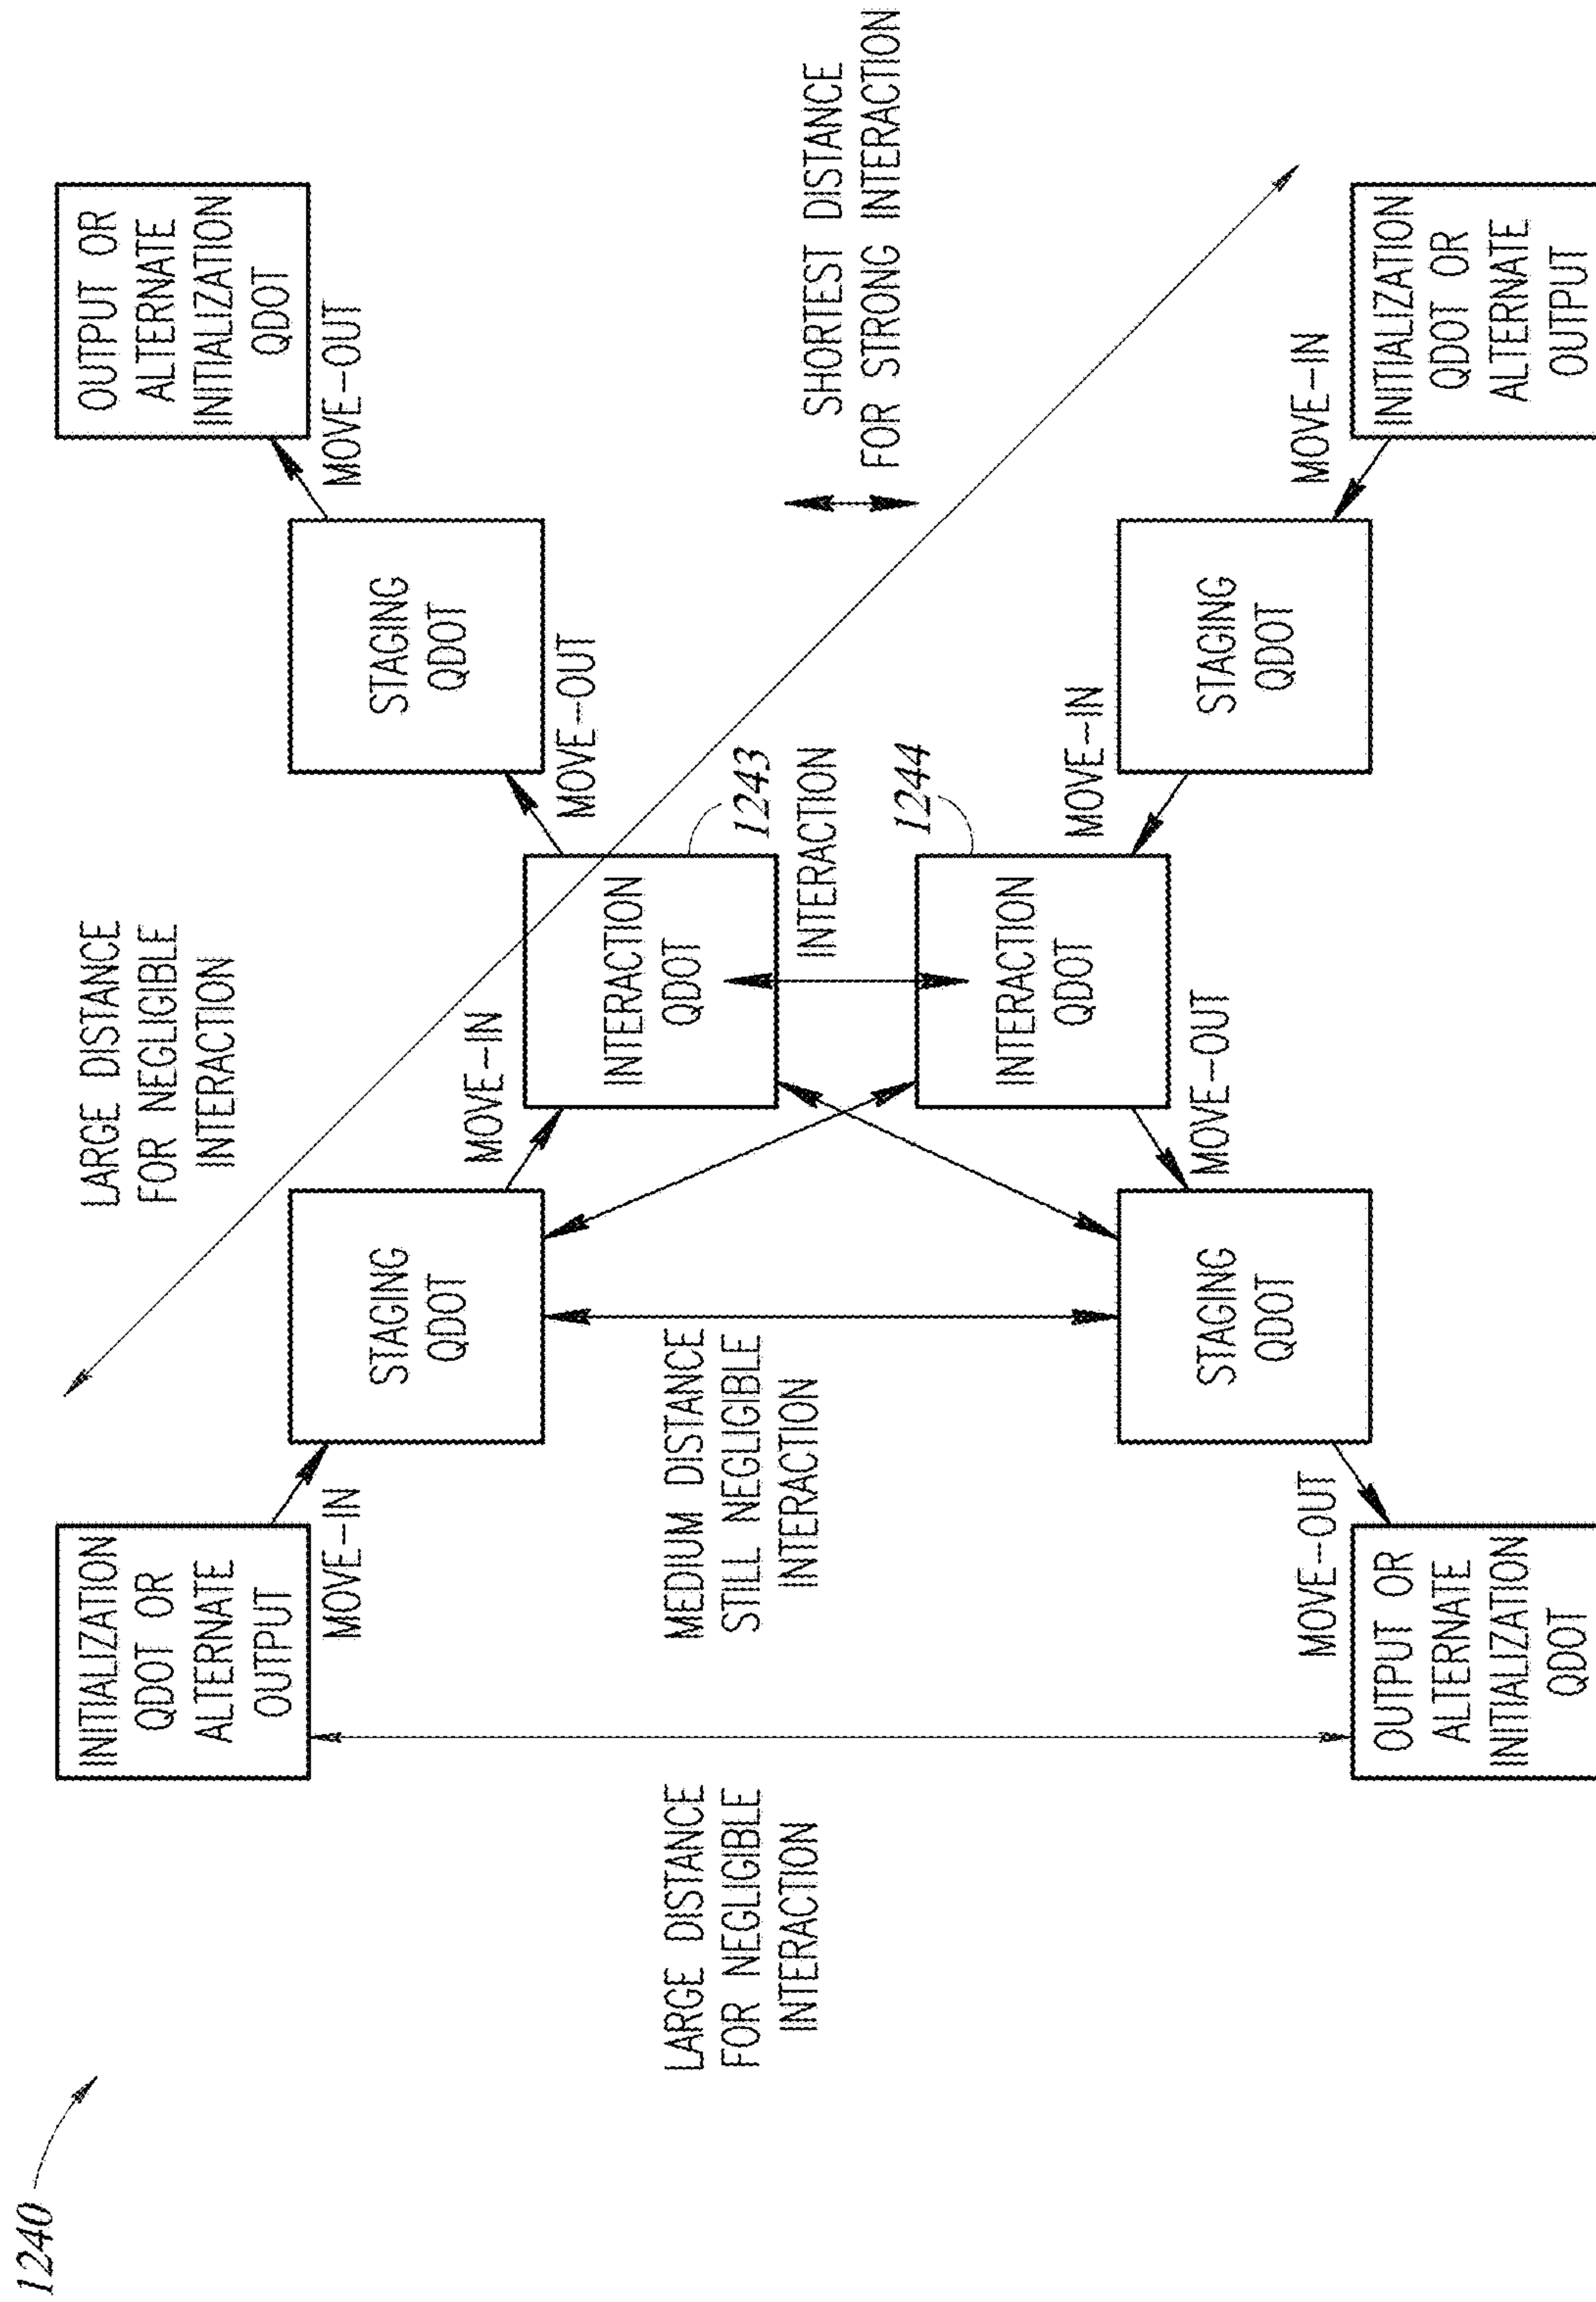 1240
INITIALIZATION
QDOT OR
ALTERNATE
OUTPUT
LARGE DISTANCE
FOR NEGLIGIBLE
INTERACTION
OUTPUT OR
ALTERNATE
INITIALIZATION
QDOT
MOVE-IN
MOVE-OUT
STAGING
QDOT
STAGING
QDOT
MOVE-IN
MOVE-OUT
INTERACTION
QDOT
1243
LARGE DISTANCE
FOR NEGLIGIBLE
INTERACTION
MEDIUM DISTANCE
STILL NEGLIGIBLE
INTERACTION
INTERACTION
SHORTEST DISTANCE
FOR STRONG INTERACTION
1244
INTERACTION
QDOT
MOVE-IN
MOVE-OUT
STAGING
QDOT
STAGING
QDOT
MOVE-OUT
MOVE-IN
OUTPUT OR
ALTERNATE
INITIALIZATION
QDOT
INITIALIZATION
QDOT OR
ALTERNATE
OUTPUT